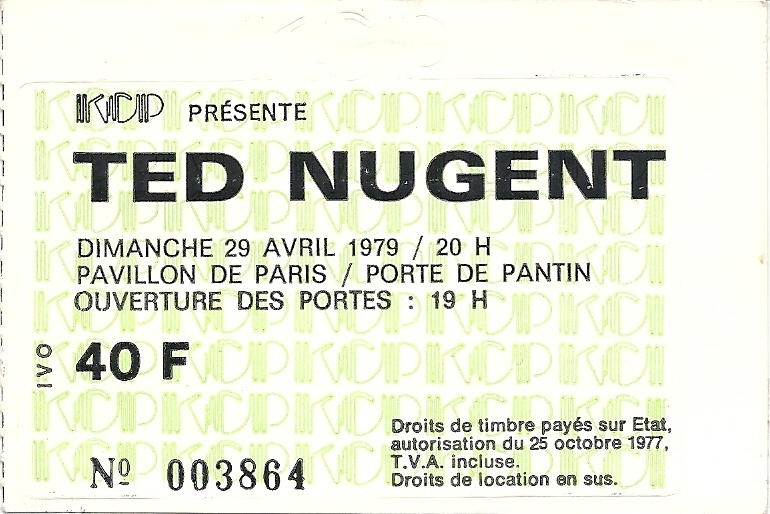 KCP PRÉSENTE
TED NUGENT
DIMANCHE 29 AVRIL 1979 / 20 H
PAVILLON DE PARIS / PORTE DE PANTIN
OUVERTURE DES PORTES : 19 H
IVO
40 F
Droits de timbre payés sur Etat,
autorisation du 25 octobre 1977,
T.V.A. incluse.
Droits de location en sus.
Nº 003864